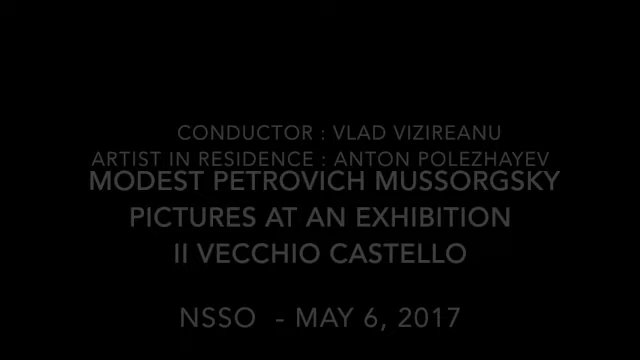 CONDUCTOR : VLAD VIZIREANU
ARTIST IN RESIDENCE : ANTON POLEZHAYEV
MODEST PETROVICH MUSSORGSKY
PICTURES AT AN EXHIBITION
II VECCHIO CASTELLO
NSSO - MAY 6, 2017